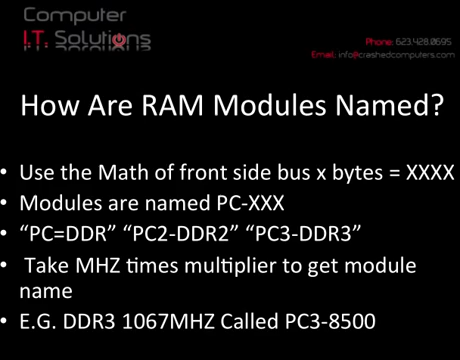 Computer
I.T. Solutions
Phone: 623.428.0695
Email: info@crashedcomputers.com
How Are RAM Modules Named?
• Use the Math of front side bus x bytes = XXXX
• Modules are named PC-XXX
• “PC=DDR” “PC2-DDR2” “PC3-DDR3”
• Take MHZ times multiplier to get module
name
• E.G. DDR3 1067MHZ Called PC3-8500